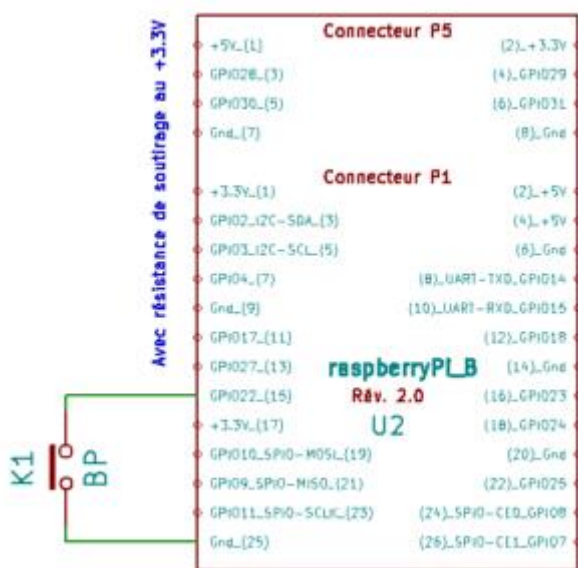 Connecteur P5
+5V_(1) (2)_+3.3V
GPIO28_(3) (4)_GPIO29
GPIO30_(5) (6)_GPIO31
Gnd_(7) (8)_Gnd
Avec résistance de soutirage au +3.3V
Connecteur P1
+3.3V_(1) (2)_+5V
GPIO2_I2C-SDA_(3) (4)_+5V
GPIO3_I2C-SCL_(5) (6)_Gnd
GPIO4_(7) (8)_UART-TXD_GPIO14
Gnd_(9) (10)_UART-RXD_GPIO15
GPIO17_(11) (12)_GPIO18
GPIO27_(13) raspberryPI_B (14)_Gnd
GPIO22_(15) Rév. 2.0 (16)_GPIO23
+3.3V_(17) U2 (18)_GPIO24
GPIO10_SPI0-MOSI_(19) (20)_Gnd
GPIO9_SPI0-MISO_(21) (22)_GPIO25
GPIO11_SPI0-SCLK_(23) (24)_SPI0-CE0_GPIO8
Gnd_(25) (26)_SPI0-CE1_GPIO7
K1
BP